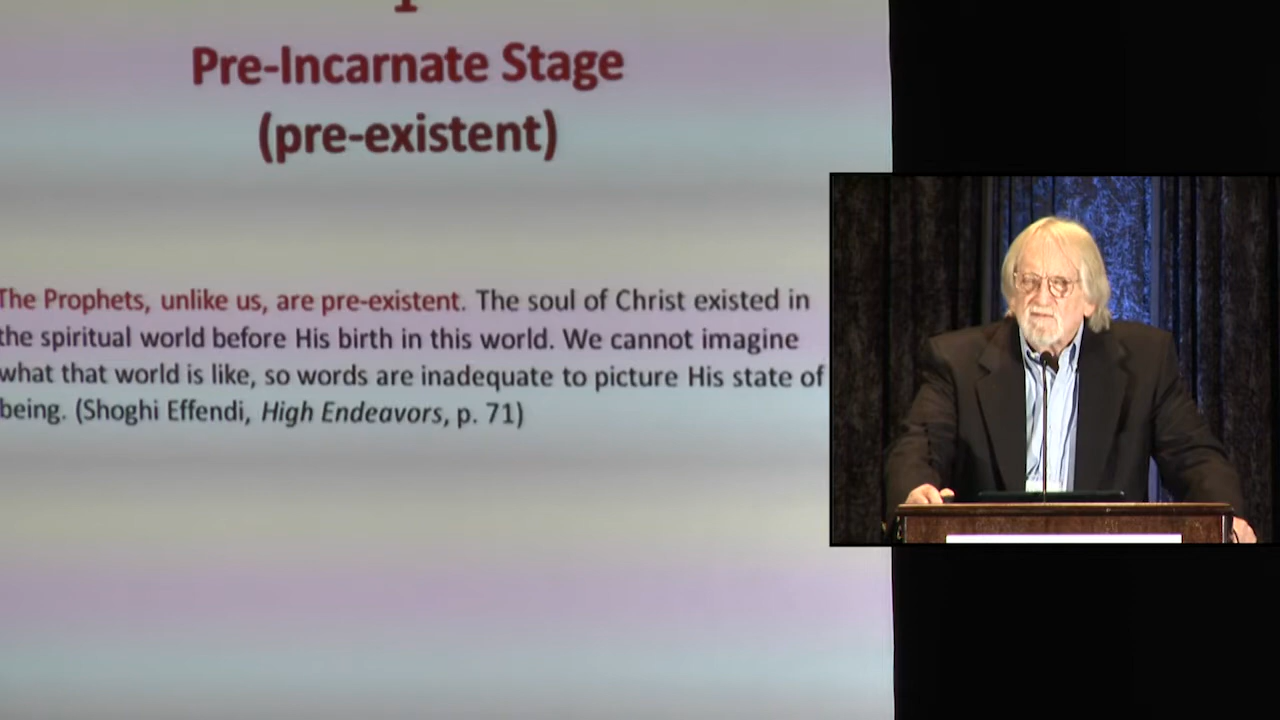 Pre-Incarnate Stage
(pre-existent)
The Prophets, unlike us, are pre-existent. The soul of Christ existed in
the spiritual world before His birth in this world. We cannot imagine
what that world is like, so words are inadequate to picture His state of
being. (Shoghi Effendi, High Endeavors, p. 71)